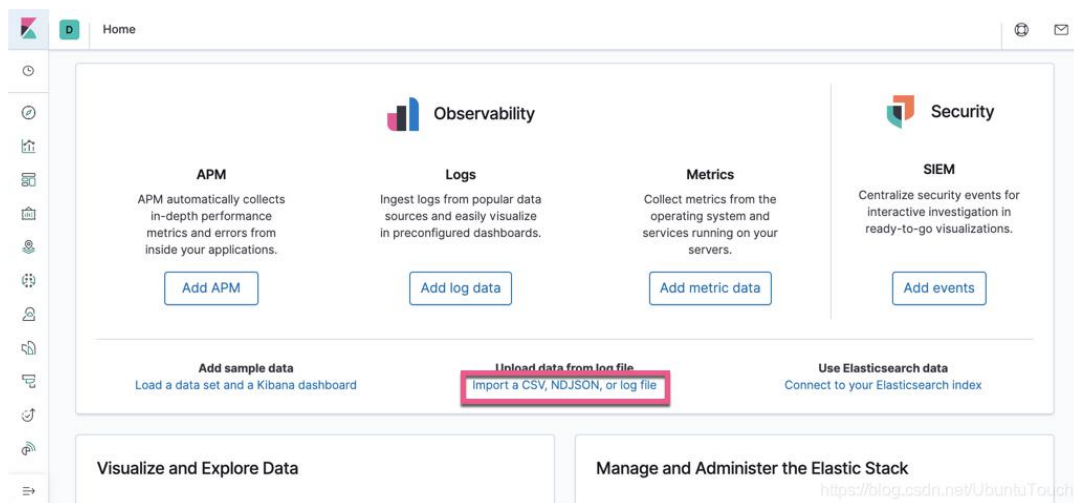 D Home
Observability
Security
APM
APM automatically collects
in-depth performance
metrics and errors from
inside your applications.
Add APM
Logs
Ingest logs from popular data
sources and easily visualize
in preconfigured dashboards.
Add log data
Metrics
Collect metrics from the
operating system and
services running on your
servers.
Add metric data
SIEM
Centralize security events for
interactive investigation in
ready-to-go visualizations.
Add events
Add sample data
Load a data set and a Kibana dashboard
Upload data from log file
Import a CSV, NDJSON, or log file
Use Elasticsearch data
Connect to your Elasticsearch index
Visualize and Explore Data
Manage and Administer the Elastic Stack
https://blog.csdn.net/UbuntuTouch